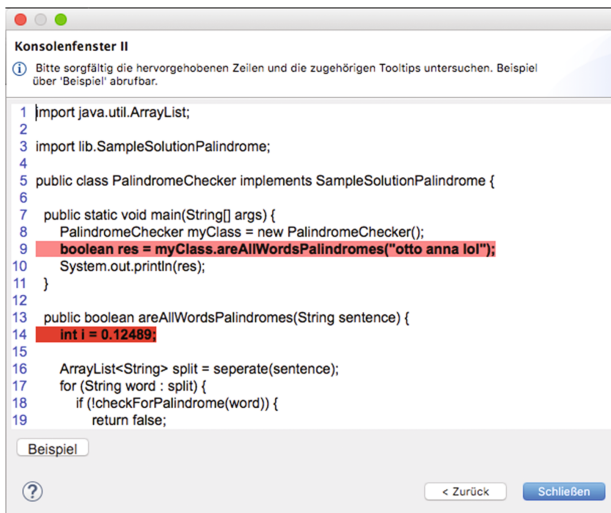 Konsolenfenster II
Bitte sorgfältig die hervorgehobenen Zeilen und die zugehörigen Tooltips untersuchen. Beispiel
über 'Beispiel' abrufbar.
1 import java.util.ArrayList;
2
3 import lib.SampleSolutionPalindrome;
4
5 public class PalindromeChecker implements SampleSolutionPalindrome {
6
7 public static void main(String[] args) {
8 PalindromeChecker myClass = new PalindromeChecker();
9 boolean res = myClass.areAllWordsPalindromes("otto anna lol");
10 System.out.println(res);
11 }
12
13 public boolean areAllWordsPalindromes(String sentence) {
14 int i = 0.12489;
15
16 ArrayList<String> split = seperate(sentence);
17 for (String word : split) {
18 if (!checkForPalindrome(word)) {
19 return false;
Beispiel
? < Zurück Schließen